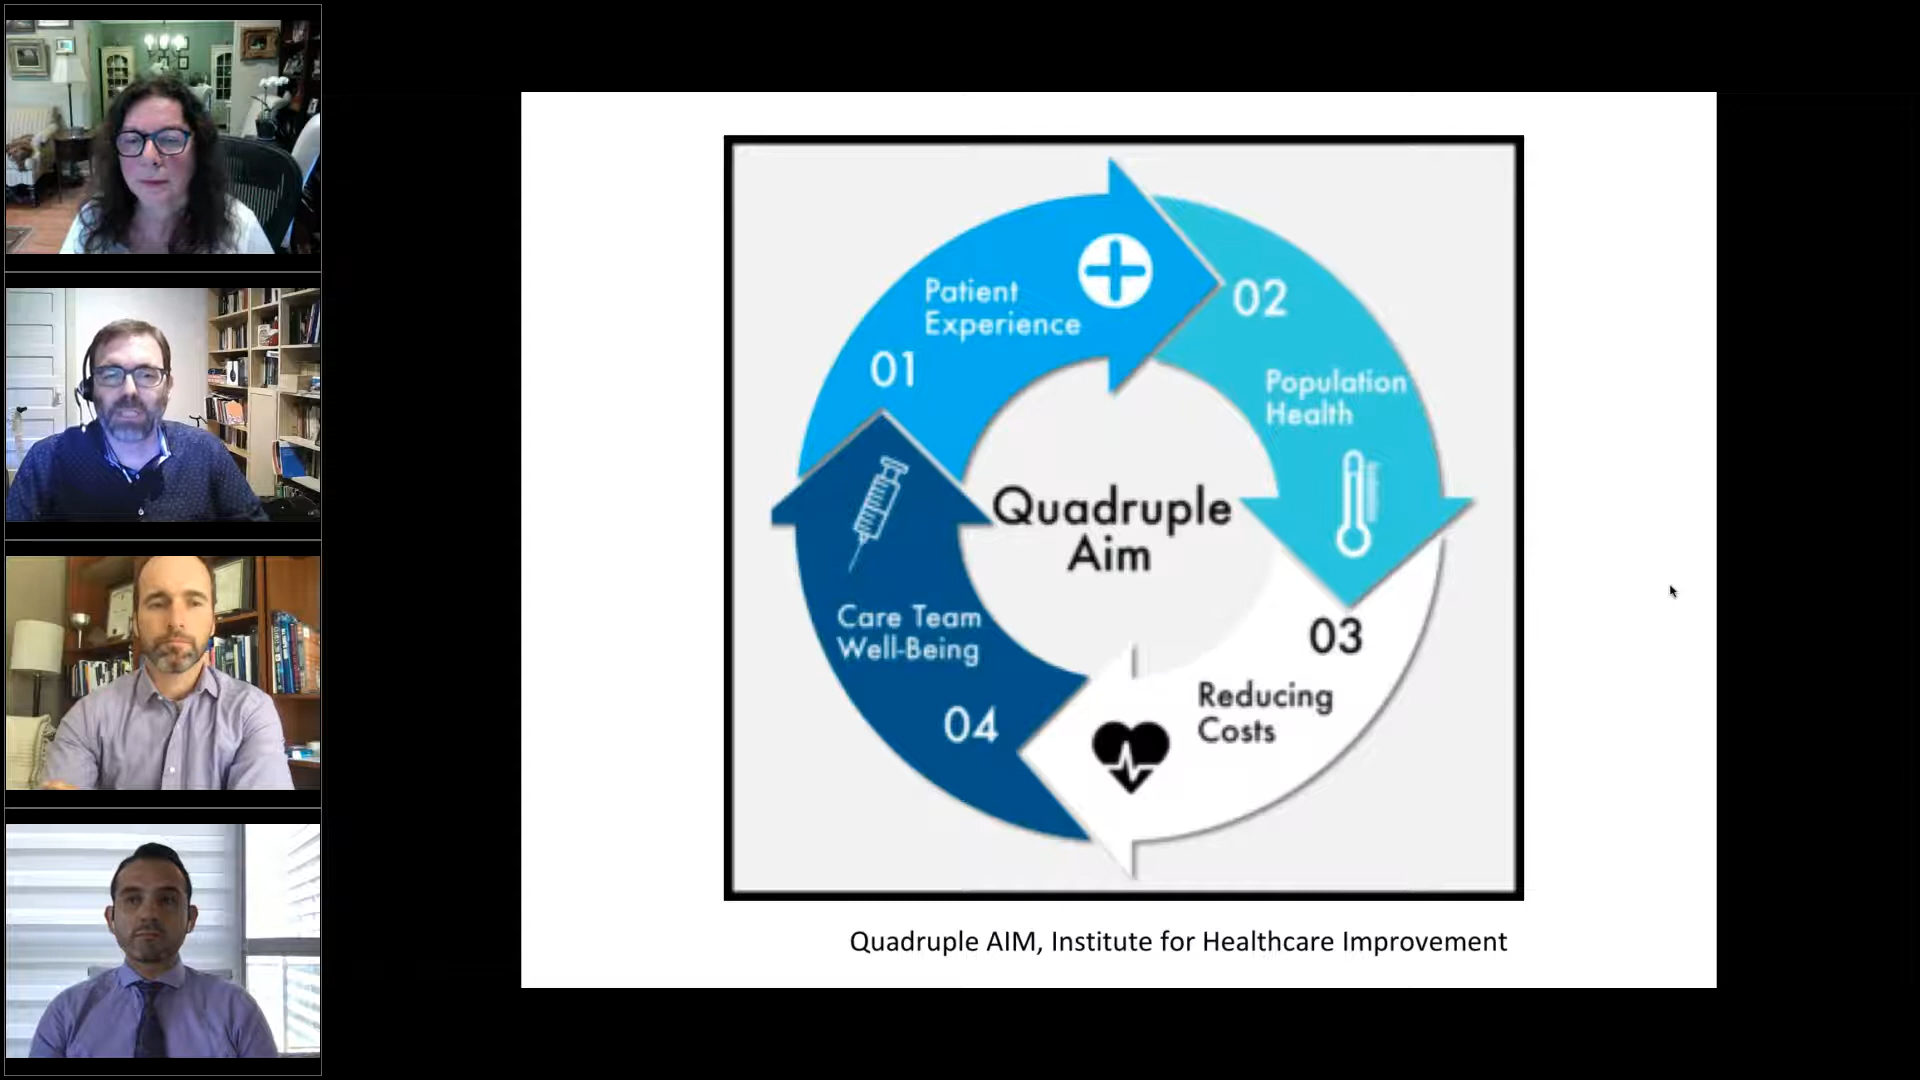 01
Patient
Experience
02
Population
Health
Quadruple
Aim
03
Reducing
Costs
04
Care Team
Well-Being
Quadruple AIM, Institute for Healthcare Improvement